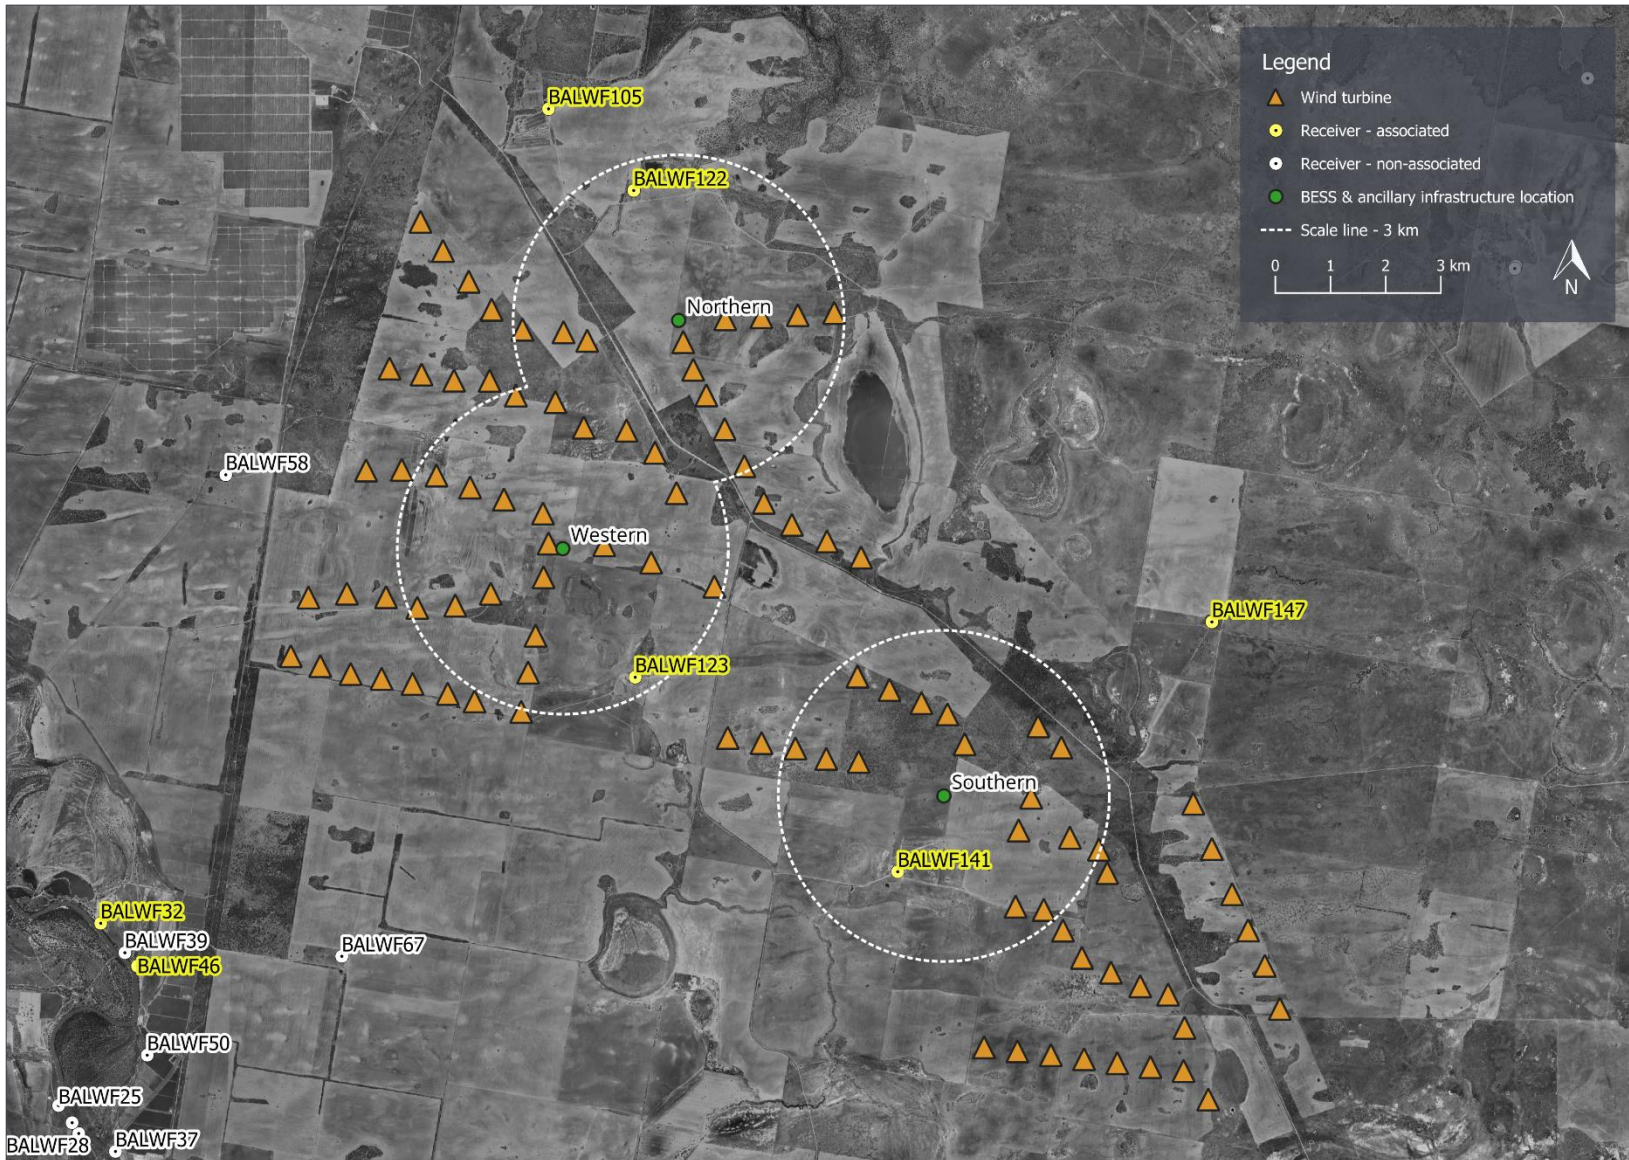 Legend
Wind turbine
Receiver - associated
Receiver - non-associated
BESS & ancillary infrastructure location
Scale line - 3 km
0 1 2 3 km
N
BALWF105
BALWF122
Northern
BALWF58
Western
BALWF147
BALWF123
Southern
BALWF141
BALWF32
BALWF39
BALWF67
BALWF46
BALWF50
BALWF25
BALWF28
BALWF37